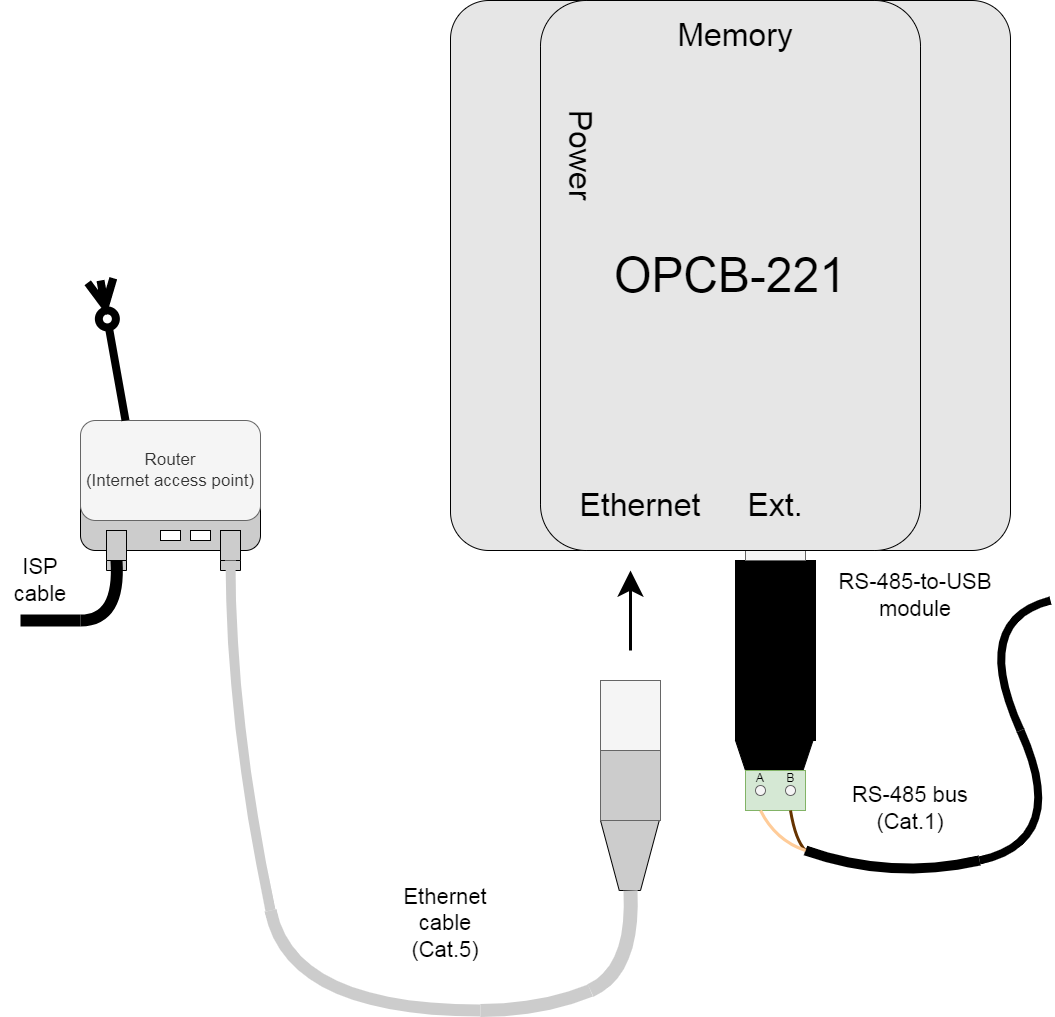 Memory
Power
OPCB-221
Router
(Internet access point)
Ethernet
Ext.
ISP
cable
RS-485-to-USB
module
A
B
RS-485 bus
(Cat.1)
Ethernet
cable
(Cat.5)